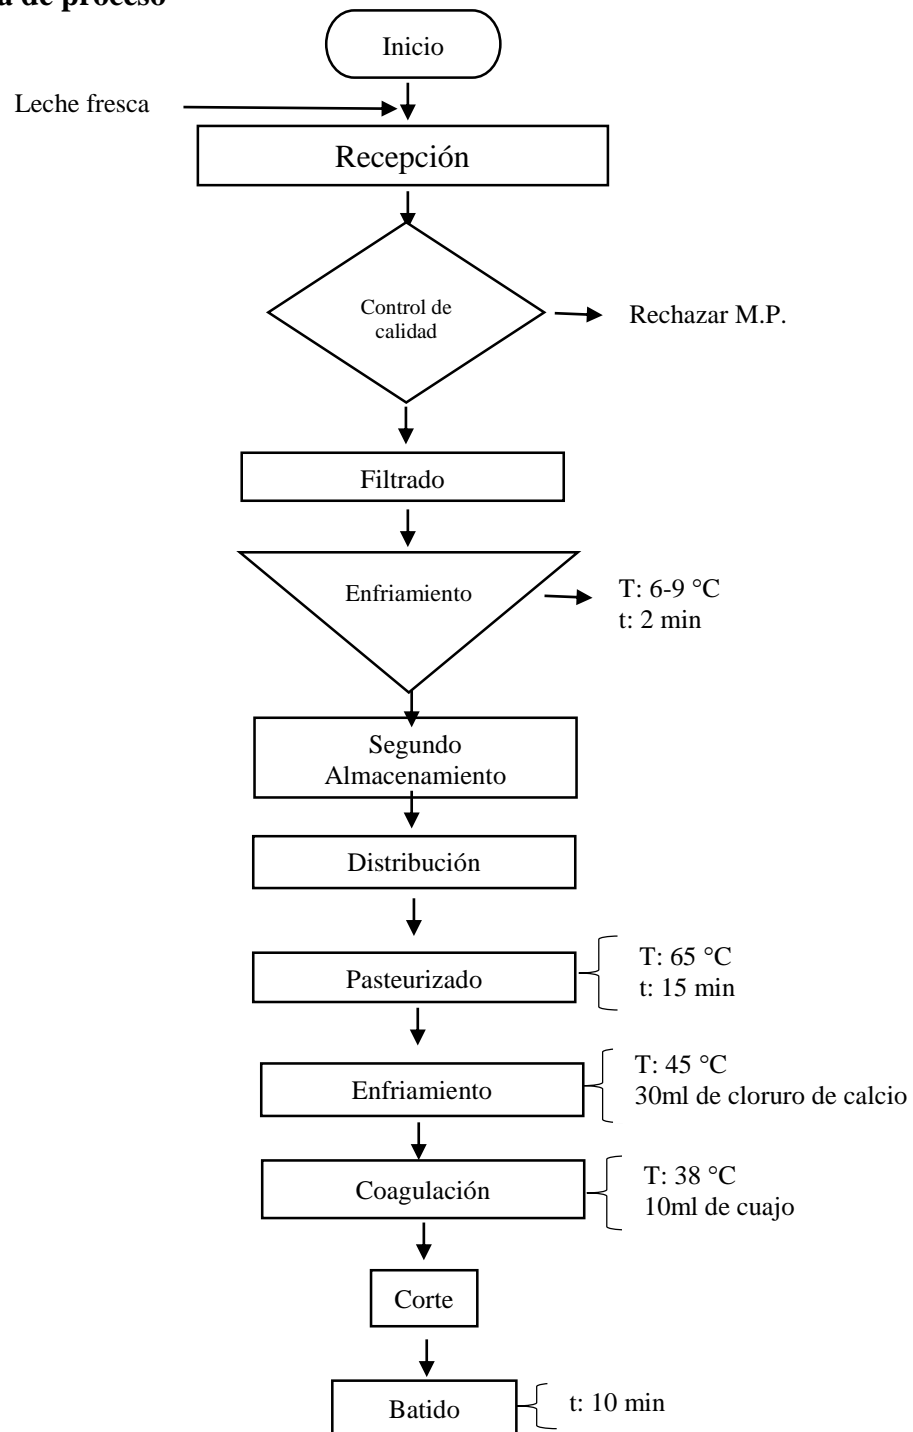 a de proceso
Inicio
Leche fresca
Recepción
Control de
calidad
Rechazar M.P.
Filtrado
Enfriamiento
T: 6-9 °C
t: 2 min
Segundo
Almacenamiento
Distribución
Pasteurizado
T: 65 °C
t: 15 min
Enfriamiento
T: 45 °C
30ml de cloruro de calcio
Coagulación
T: 38 °C
10ml de cuajo
Corte
Batido
t: 10 min